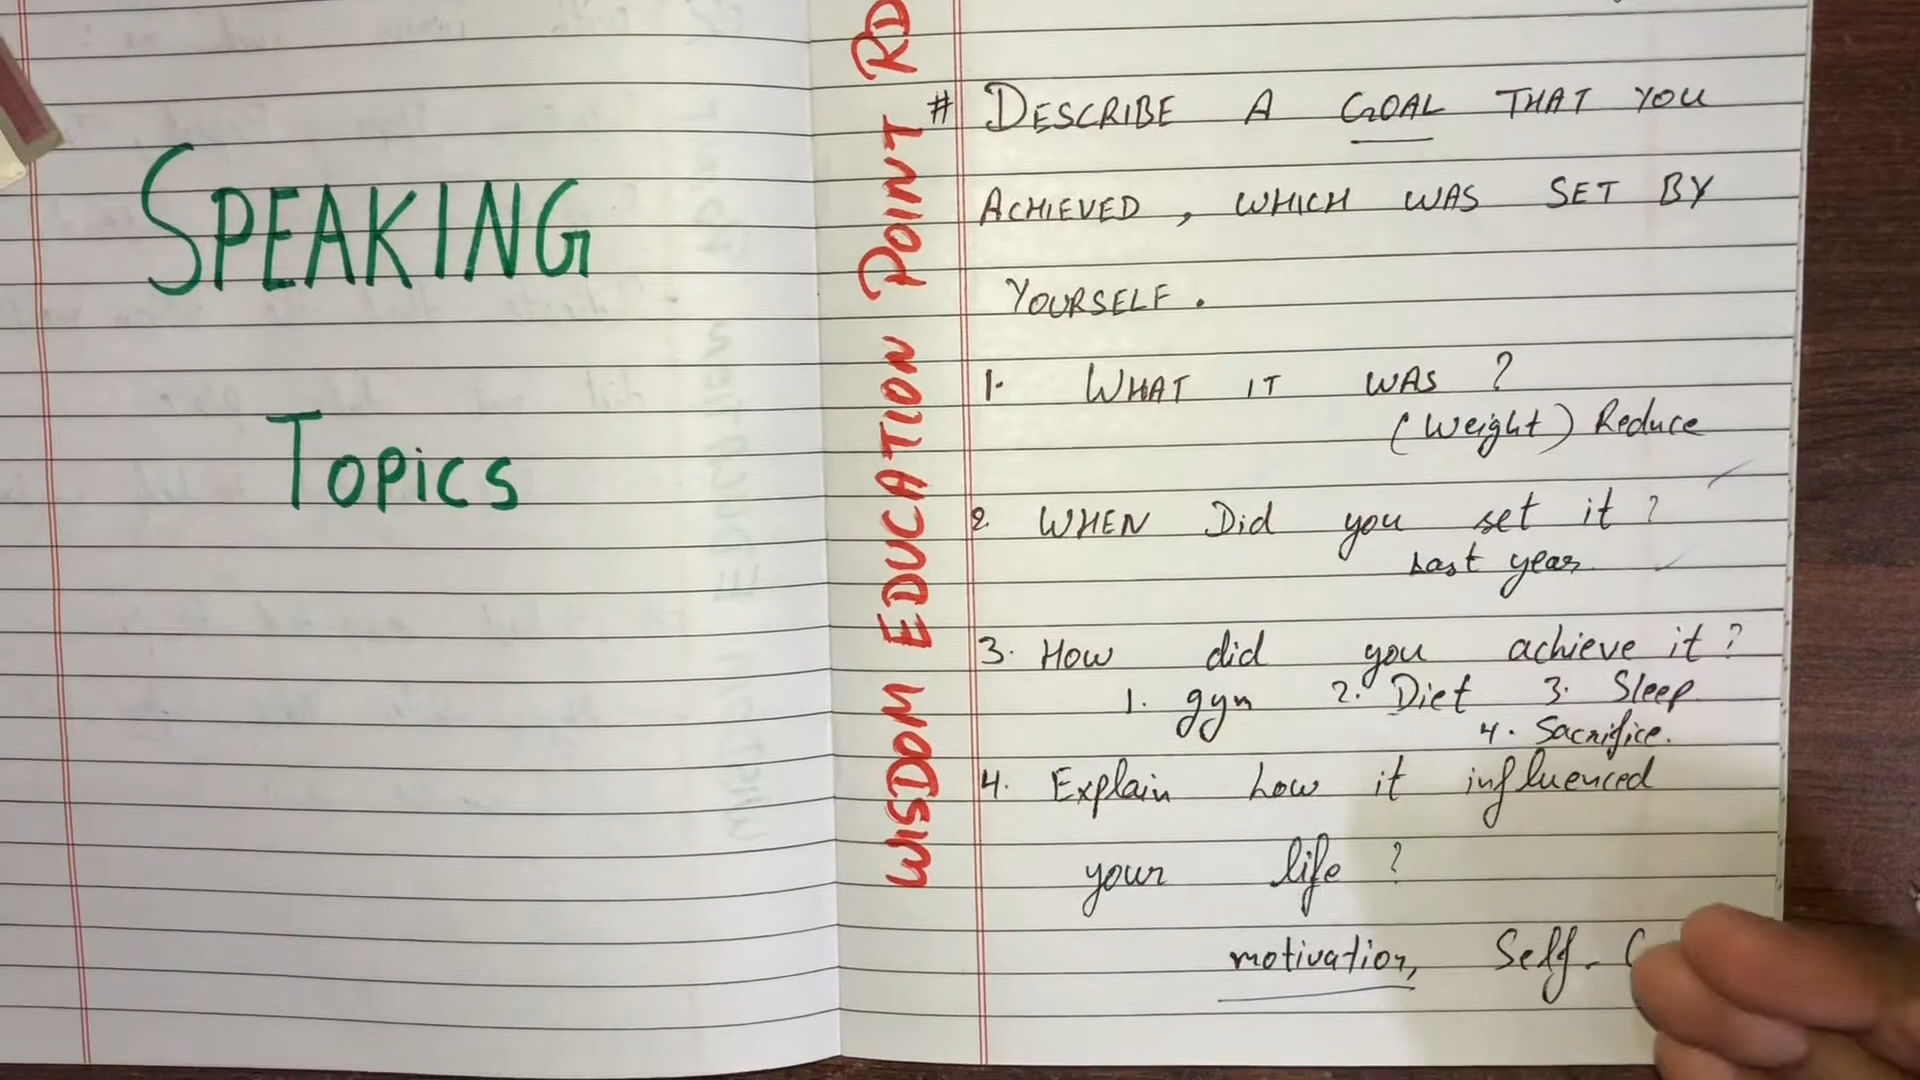 SPEAKING
TOPICS
WISDOM EDUCATION POINT RD
# DESCRIBE A GOAL THAT YOU
ACHIEVED, WHICH WAS SET BY
YOURSELF.
1. WHAT IT WAS ?
(Weight) Reduce
2. WHEN Did you set it ?
Last year.
3. How did you achieve it ?
1. gym 2. Diet 3. Sleep
4. Sacrifice.
4. Explain how it influenced
your life ?
motivation, Self-